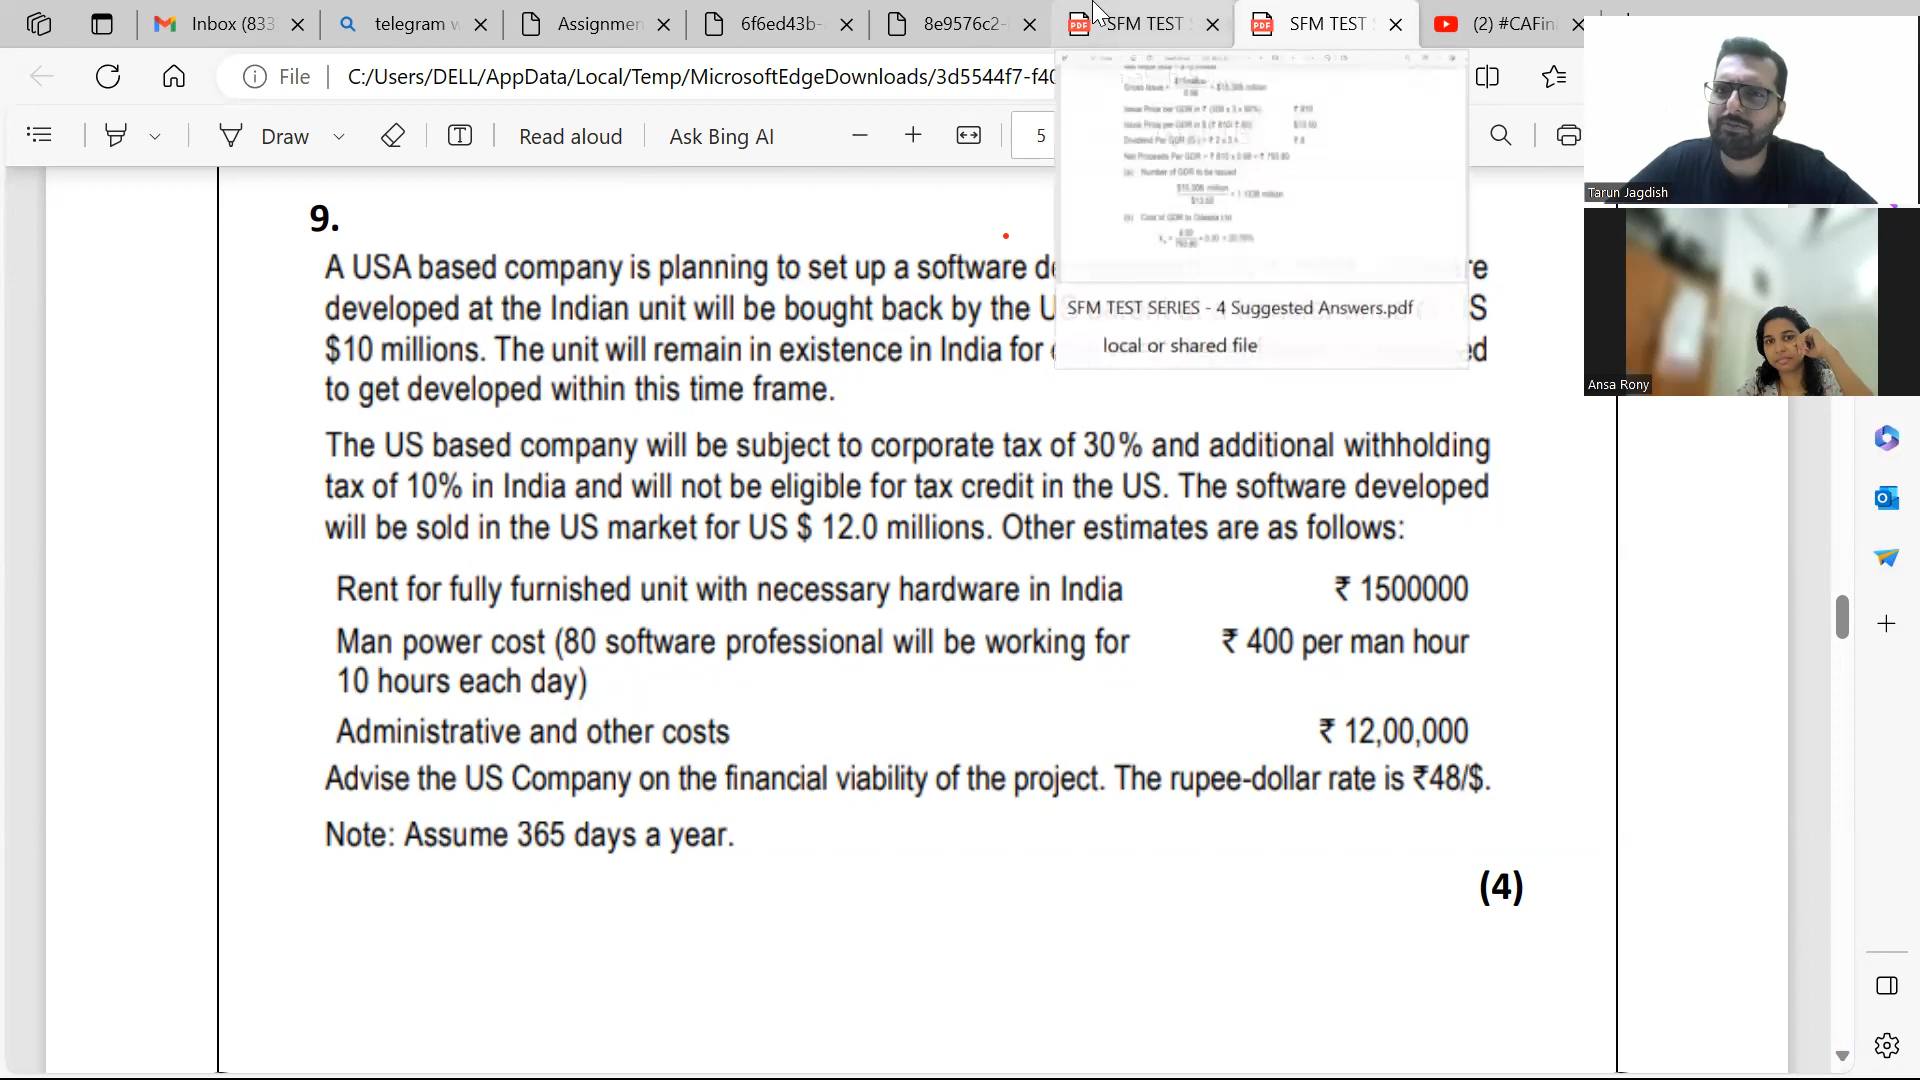 Inbox (833
telegram w
Assignmen
6f6ed43b-
8e9576c2-
SFM TEST S
SFM TEST
(2) #CAFin
File
C:/Users/DELL/AppData/Local/Temp/MicrosoftEdgeDownloads/3d5544f7-f40
Draw
Read aloud
Ask Bing AI
5
Tarun Jagdish
Ansa Rony
SFM TEST SERIES - 4 Suggested Answers.pdf
local or shared file
9.
A USA based company is planning to set up a software
developed at the Indian unit will be bought back by the
$10 millions. The unit will remain in existence in India for
to get developed within this time frame.
The US based company will be subject to corporate tax of 30% and additional withholding
tax of 10% in India and will not be eligible for tax credit in the US. The software developed
will be sold in the US market for US $ 12.0 millions. Other estimates are as follows:
Rent for fully furnished unit with necessary hardware in India ₹ 1500000
Man power cost (80 software professional will be working for ₹ 400 per man hour
10 hours each day)
Administrative and other costs ₹ 12,00,000
Advise the US Company on the financial viability of the project. The rupee-dollar rate is ₹48/$.
Note: Assume 365 days a year.
(4)